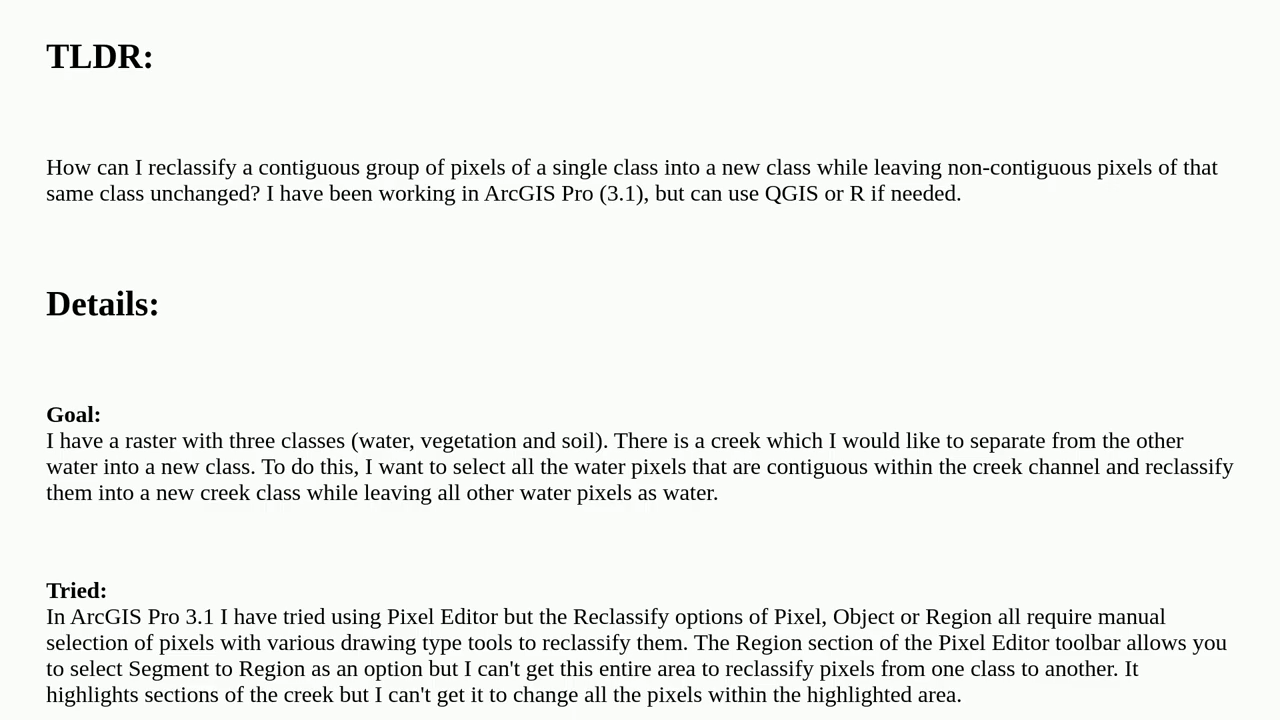 TLDR:
How can I reclassify a contiguous group of pixels of a single class into a new class while leaving non-contiguous pixels of that
same class unchanged? I have been working in ArcGIS Pro (3.1), but can use QGIS or R if needed.
Details:
Goal:
I have a raster with three classes (water, vegetation and soil). There is a creek which I would like to separate from the other
water into a new class. To do this, I want to select all the water pixels that are contiguous within the creek channel and reclassify
them into a new creek class while leaving all other water pixels as water.
Tried:
In ArcGIS Pro 3.1 I have tried using Pixel Editor but the Reclassify options of Pixel, Object or Region all require manual
selection of pixels with various drawing type tools to reclassify them. The Region section of the Pixel Editor toolbar allows you
to select Segment to Region as an option but I can't get this entire area to reclassify pixels from one class to another. It
highlights sections of the creek but I can't get it to change all the pixels within the highlighted area.